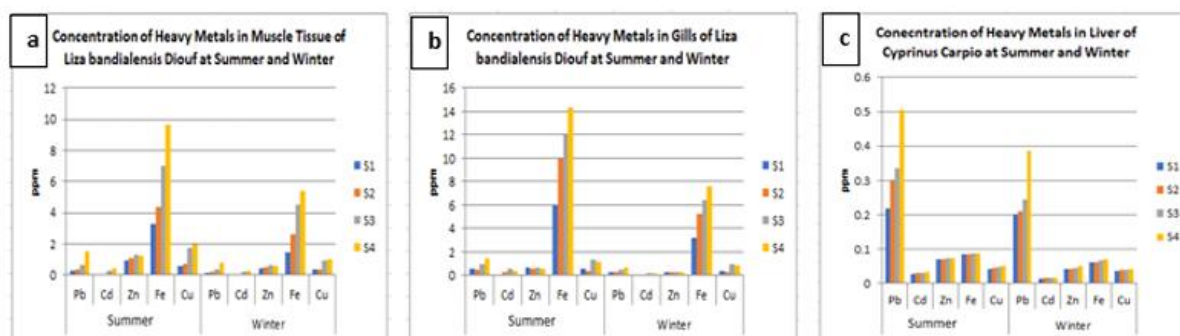 a
Concentration of Heavy Metals in Muscle Tissue of
Liza bandialensis Diouf at Summer and Winter
12
10
8
6
4
2
0
ppm
Pb Cd Zn Fe Cu Pb Cd Zn Fe Cu
Summer Winter
S1
S2
S3
S4
b
Concentration of Heavy Metals in Gills of Liza
bandialensis Diouf at Summer and Winter
16
14
12
10
8
6
4
2
0
ppm
Pb Cd Zn Fe Cu Pb Cd Zn Fe Cu
Summer Winter
S1
S2
S3
S4
c
Conecntration of Heavy Metals in Liver of
Cyprinus Carpio at Summer and Winter
0.6
0.5
0.4
0.3
0.2
0.1
0
ppm
Pb Cd Zn Fe Cu Pb Cd Zn Fe Cu
Summer Winter
S1
S2
S3
S4